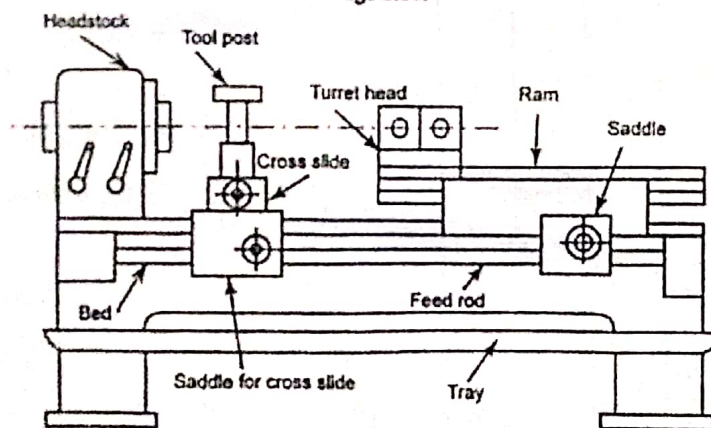 Headstock
Tool post
Turret head
Ram
Saddle
Cross slide
Bed
Feed rod
Saddle for cross slide
Tray